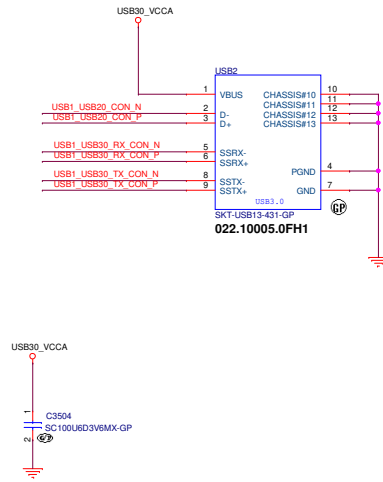 USB30_VCCA
USB2
1 VBUS CHASSIS#10 10
CHASSIS#11 11
USB1_USB20_CON_N 2 D- CHASSIS#12 12
USB1_USB20_CON_P 3 D+ CHASSIS#13 13
USB1_USB30_RX_CON_N 5 SSRX-
USB1_USB30_RX_CON_P 6 SSRX+
PGND 4
USB1_USB30_TX_CON_N 8 SSTX-
USB1_USB30_TX_CON_P 9 SSTX+ GND 7
USB3.0
GP
SKT-USB13-431-GP
022.10005.0FH1
USB30_VCCA
1
C3504
SC100U6D3V6MX-GP
2